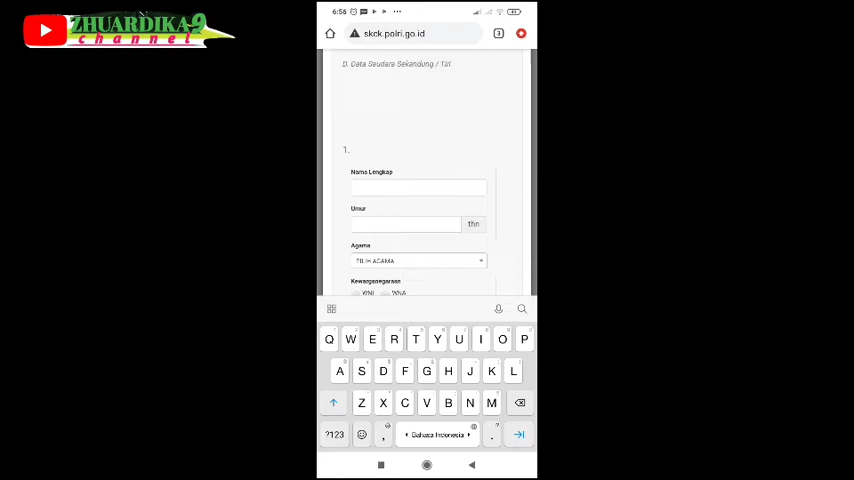 ZHUARDIKA9
channel
6:56
skck.polri.go.id
3
D. Data Saudara Sekandung / Tiri
1.
Nama Lengkap
Umur
thn
Agama
PILIH AGAMA
Kewarganegaraan
WNI WNA
Q W E R T Y U I O P
A S D F G H J K L
Z X C V B N M
?123 , Bahasa Indonesia .